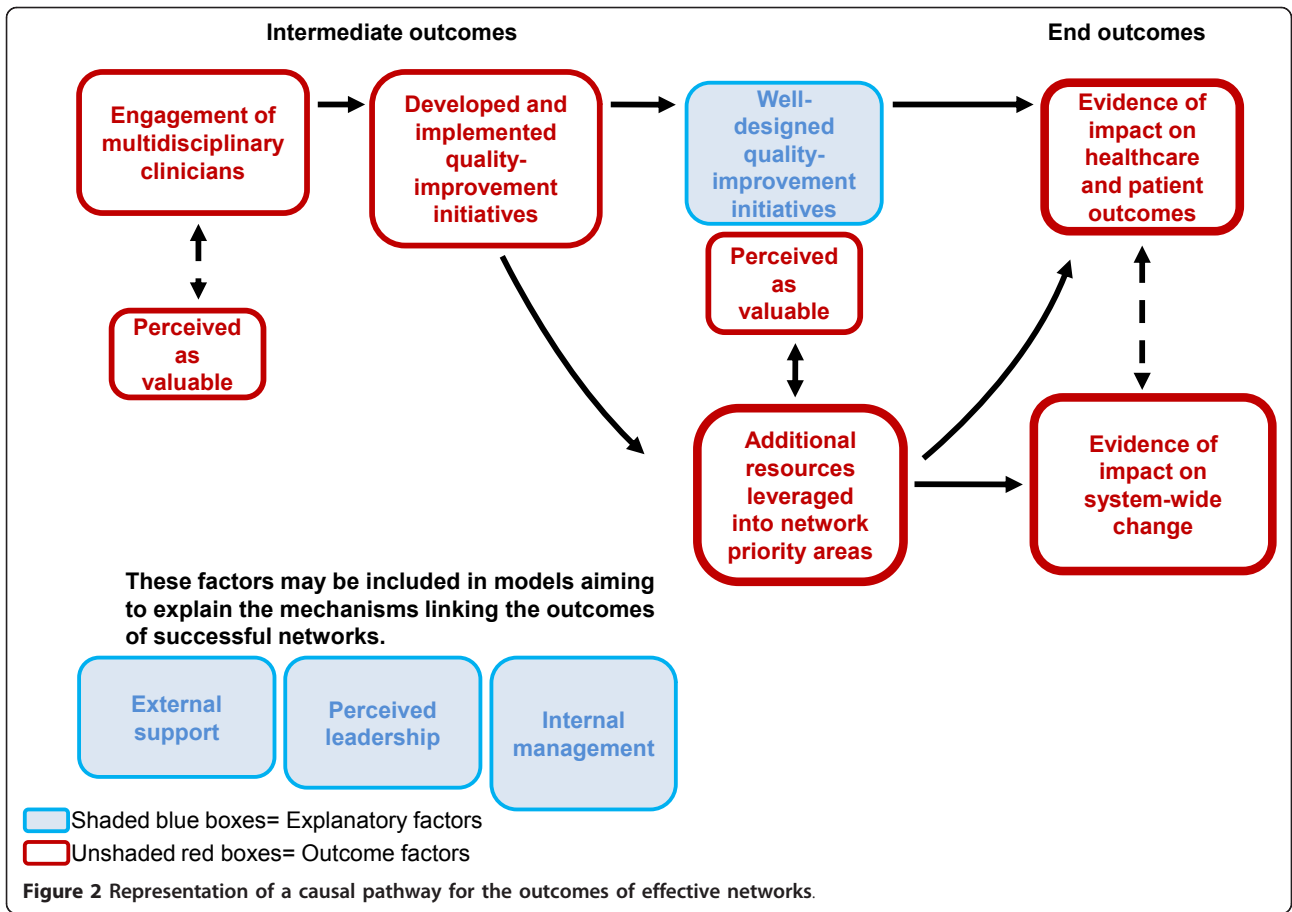 Intermediate outcomes
End outcomes
Engagement of
multidisciplinary
clinicians
Developed and
implemented
quality-
improvement
initiatives
Well-
designed
quality-
improvement
initiatives
Evidence of
impact on
healthcare
and patient
outcomes
Perceived
as
valuable
Perceived
as
valuable
Additional
resources
leveraged
into network
priority areas
Evidence of
impact on
system-wide
change
These factors may be included in models aiming
to explain the mechanisms linking the outcomes
of successful networks.
External
support
Perceived
leadership
Internal
management
Shaded blue boxes= Explanatory factors
Unshaded red boxes= Outcome factors
Figure 2 Representation of a causal pathway for the outcomes of effective networks.